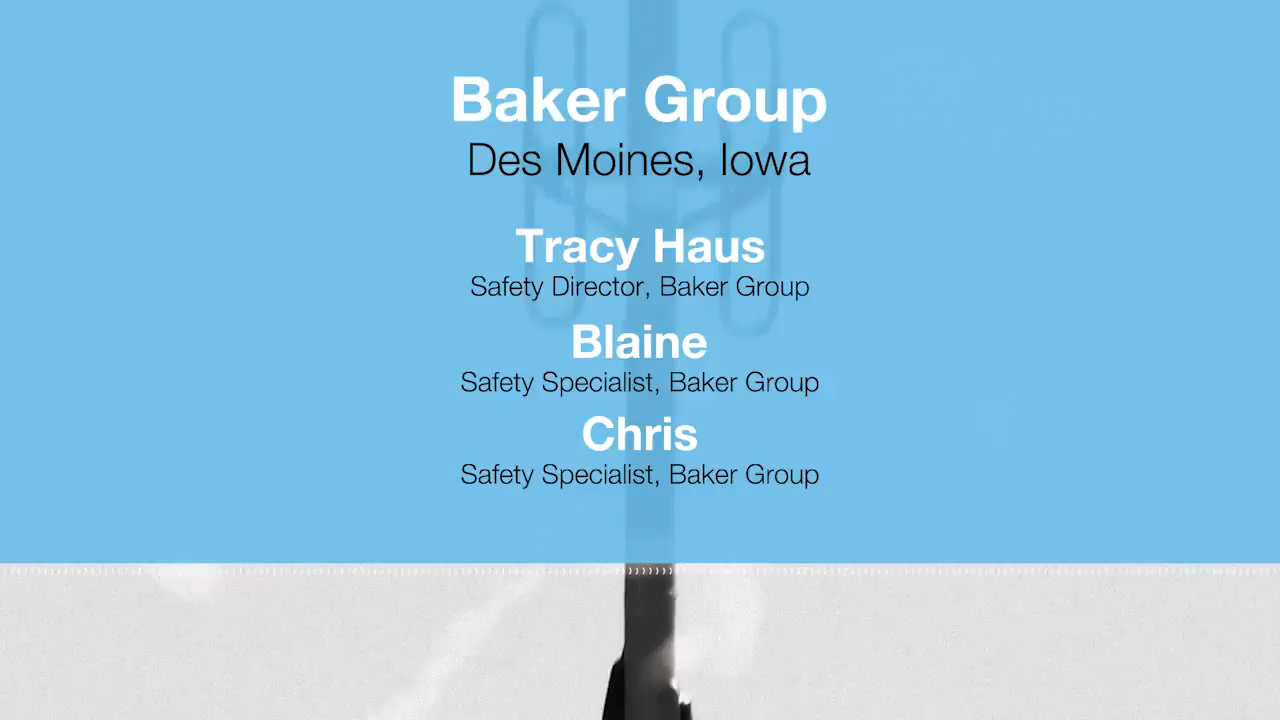 Baker Group
Des Moines, Iowa
Tracy Haus
Safety Director, Baker Group
Blaine
Safety Specialist, Baker Group
Chris
Safety Specialist, Baker Group